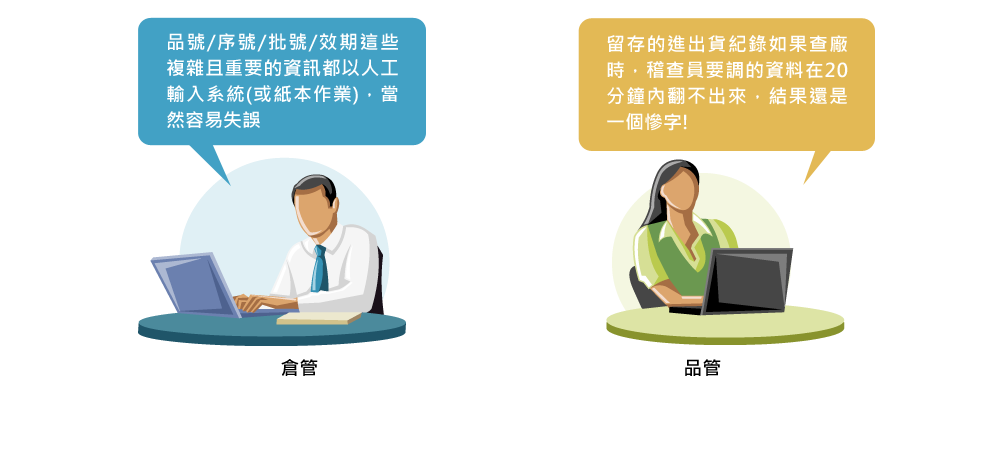 品號/序號/批號/效期這些
複雜且重要的資訊都以人工
輸入系統(或紙本作業)，當
然容易失誤
留存的進出貨紀錄如果查廠
時，稽查員要調的資料在20
分鐘內翻不出來，結果還是
一個慘字!
倉管
品管